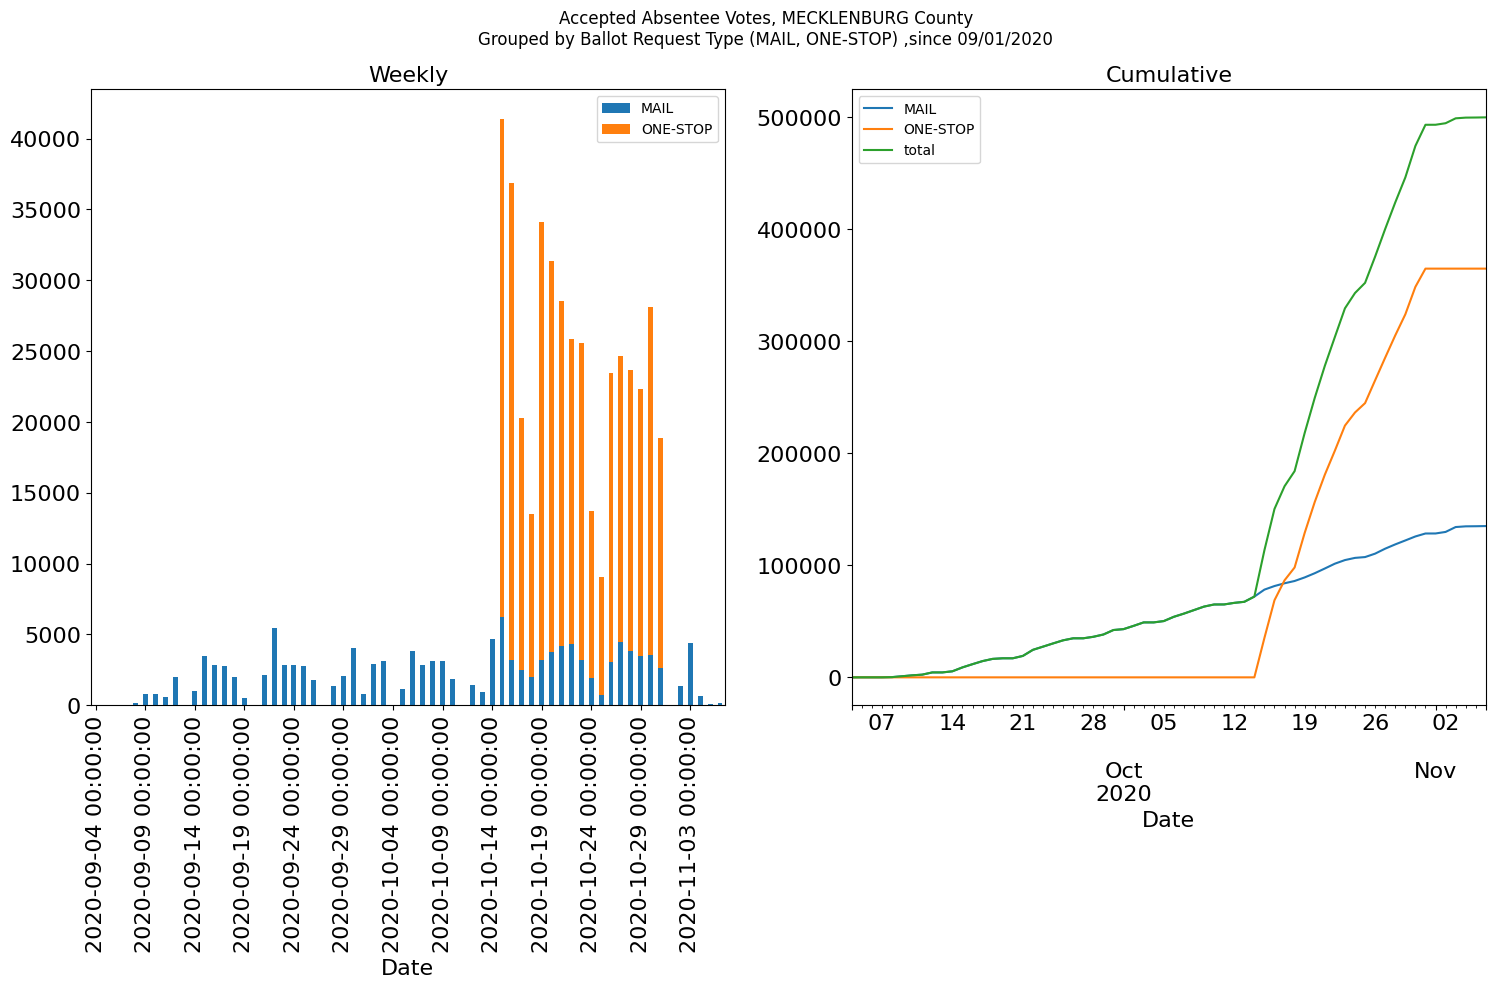 Accepted Absentee Votes, MECKLENBURG County
Grouped by Ballot Request Type (MAIL, ONE-STOP) ,since 09/01/2020
Weekly
MAIL
ONE-STOP
40000
35000
30000
25000
20000
15000
10000
5000
0
2020-09-04 00:00:00
2020-09-09 00:00:00
2020-09-14 00:00:00
2020-09-19 00:00:00
2020-09-24 00:00:00
2020-09-29 00:00:00
2020-10-04 00:00:00
2020-10-09 00:00:00
2020-10-14 00:00:00
2020-10-19 00:00:00
2020-10-24 00:00:00
2020-10-29 00:00:00
2020-11-03 00:00:00
Date
Cumulative
MAIL
ONE-STOP
total
500000
400000
300000
200000
100000
0
07 14 21 28 05 12 19 26 02
Oct Nov
2020
Date